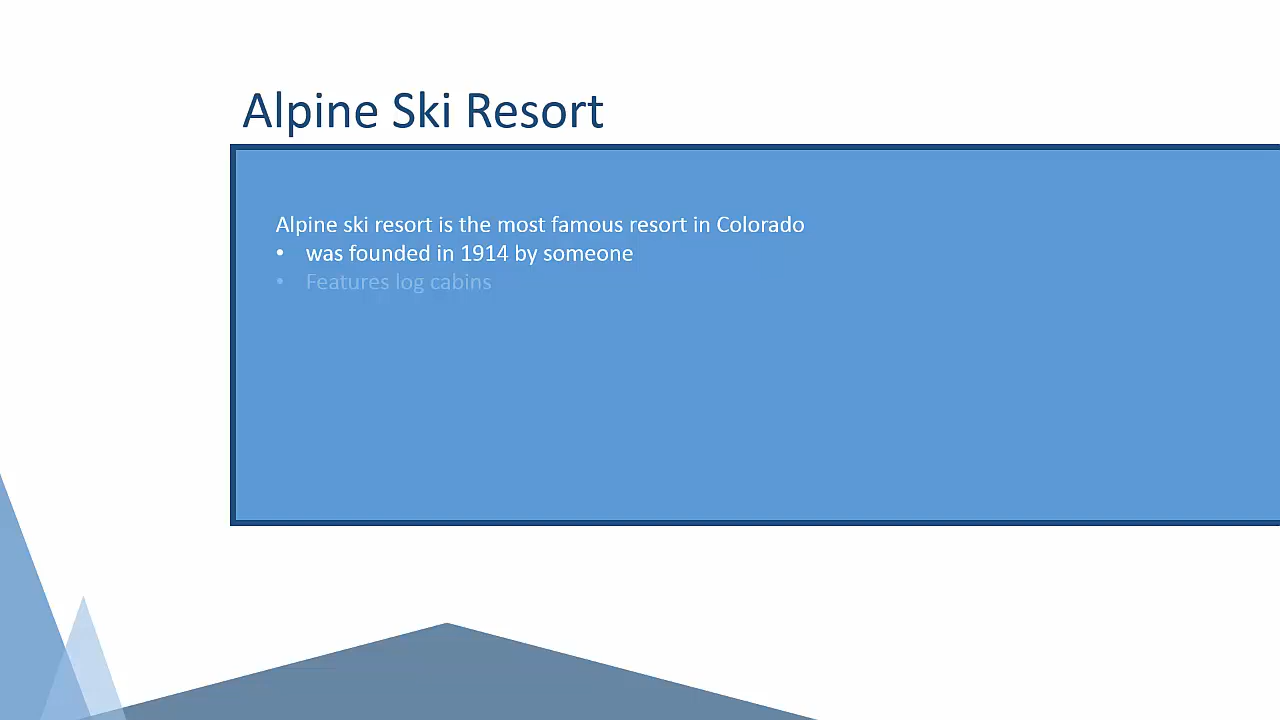 Alpine Ski Resort
Alpine ski resort is the most famous resort in Colorado
• was founded in 1914 by someone
• Features log cabins